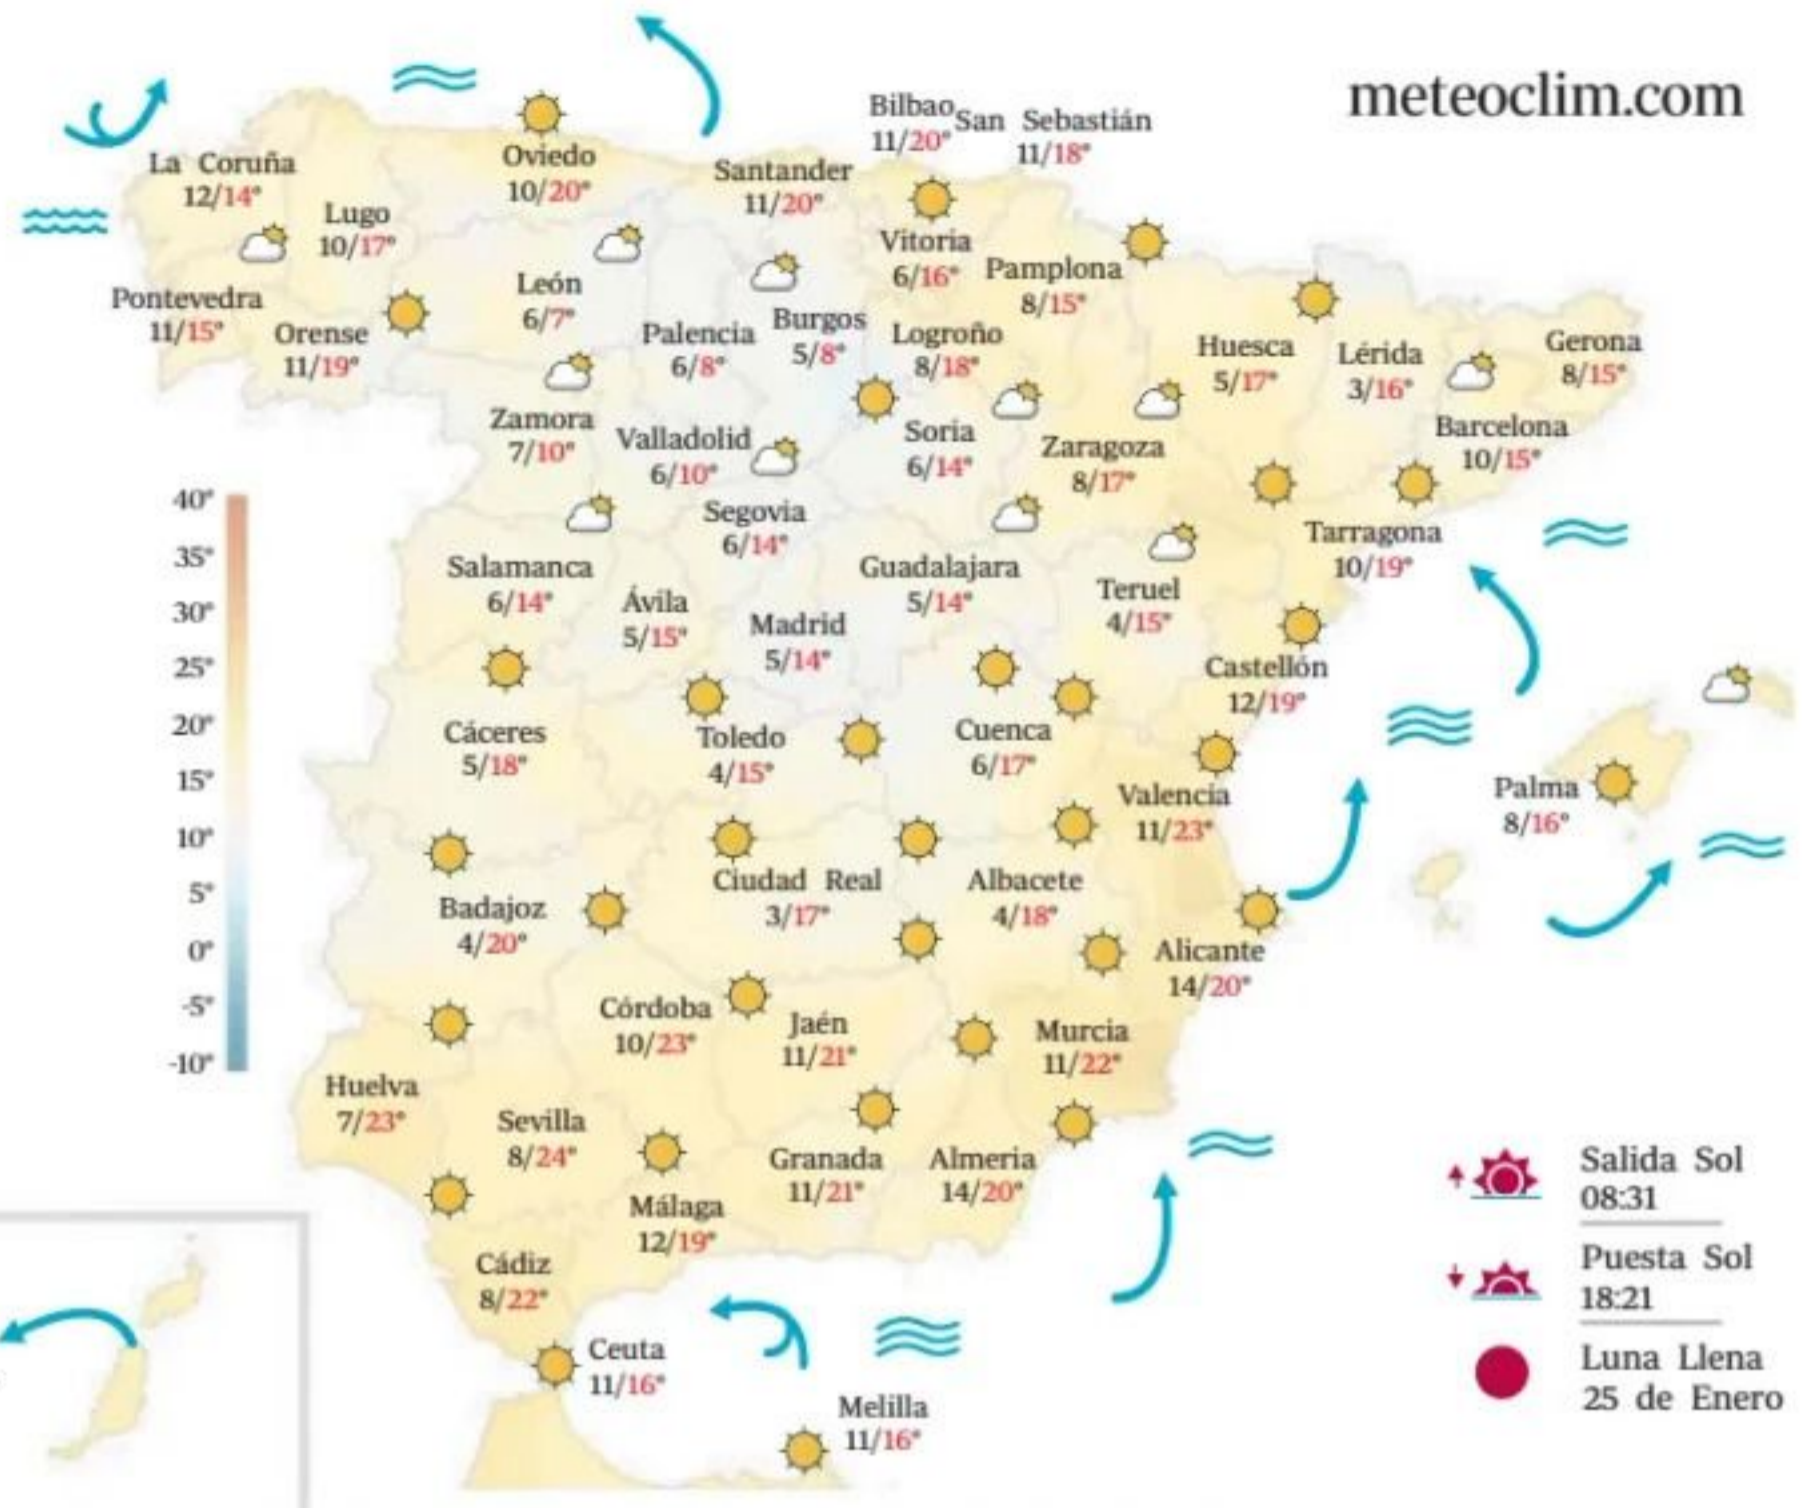 meteoclim.com
Bilbao
11/20°
San Sebastián
11/18°
La Coruña
12/14°
Oviedo
10/20°
Santander
11/20°
Lugo
10/17°
Vitoria
6/16°
Pamplona
8/15°
León
6/7°
Pontevedra
11/15°
Orense
11/19°
Palencia
6/8°
Burgos
5/8°
Logroño
8/18°
Huesca
5/17°
Lérida
3/16°
Gerona
8/15°
Zamora
7/10°
Valladolid
6/10°
Soria
6/14°
Zaragoza
8/17°
Barcelona
10/15°
Segovia
6/14°
Tarragona
10/19°
Salamanca
6/14°
Ávila
5/15°
Madrid
5/14°
Guadalajara
5/14°
Teruel
4/15°
Castellón
12/19°
Cáceres
5/18°
Toledo
4/15°
Cuenca
6/17°
Valencia
11/23°
Palma
8/16°
Badajoz
4/20°
Ciudad Real
3/17°
Albacete
4/18°
Alicante
14/20°
Córdoba
10/23°
Jaén
11/21°
Murcia
11/22°
Huelva
7/23°
Sevilla
8/24°
Málaga
12/19°
Granada
11/21°
Almeria
14/20°
Cádiz
8/22°
Ceuta
11/16°
Melilla
11/16°
40°
35°
30°
25°
20°
15°
10°
5°
0°
-5°
-10°
Salida Sol
08:31
Puesta Sol
18:21
Luna Llena
25 de Enero